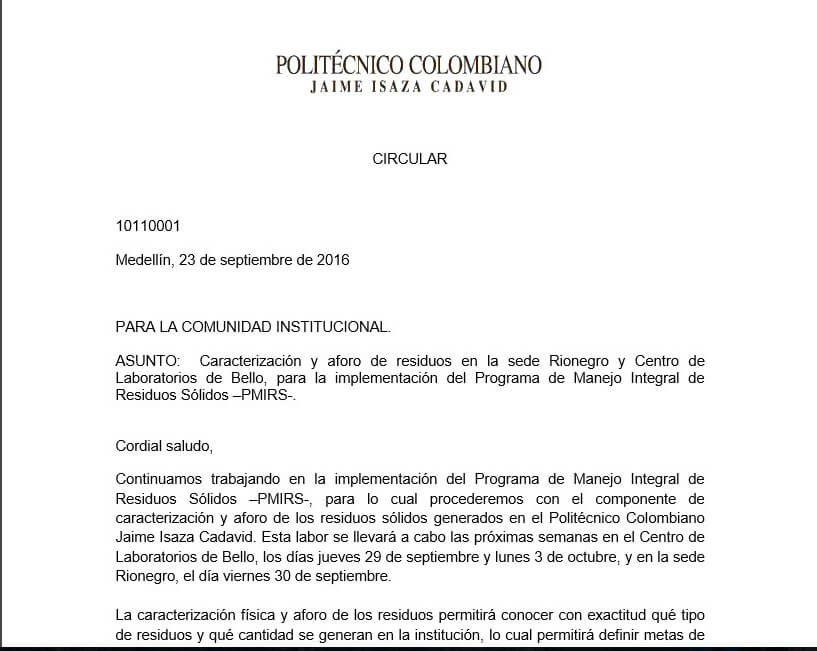 POLITÉCNICO COLOMBIANO
JAIME ISAZA CADAVID
CIRCULAR
10110001
Medellín, 23 de septiembre de 2016
PARA LA COMUNIDAD INSTITUCIONAL.
ASUNTO: Caracterización y aforo de residuos en la sede Rionegro y Centro de
Laboratorios de Bello, para la implementación del Programa de Manejo Integral de
Residuos Sólidos –PMIRS-.
Cordial saludo,
Continuamos trabajando en la implementación del Programa de Manejo Integral de
Residuos Sólidos –PMIRS-, para lo cual procederemos con el componente de
caracterización y aforo de los residuos sólidos generados en el Politécnico Colombiano
Jaime Isaza Cadavid. Esta labor se llevará a cabo las próximas semanas en el Centro de
Laboratorios de Bello, los días jueves 29 de septiembre y lunes 3 de octubre, y en la sede
Rionegro, el día viernes 30 de septiembre.
La caracterización física y aforo de los residuos permitirá conocer con exactitud qué tipo
de residuos y qué cantidad se generan en la institución, lo cual permitirá definir metas de